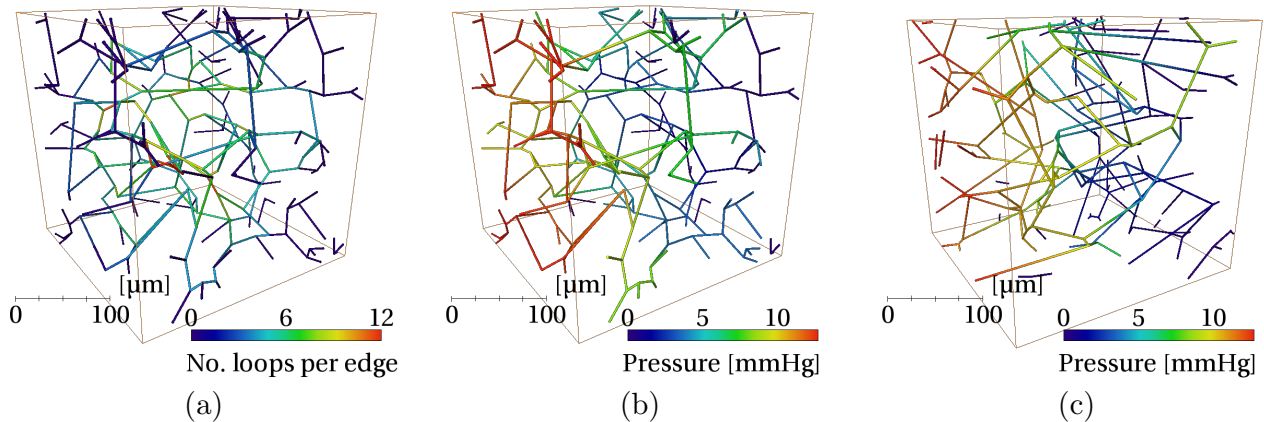 [µm]
0 100
0 6 12
No. loops per edge
(a)
[µm]
0 100
0 5 10
Pressure [mmHg]
(b)
[µm]
0 100
0 5 10
Pressure [mmHg]
(c)